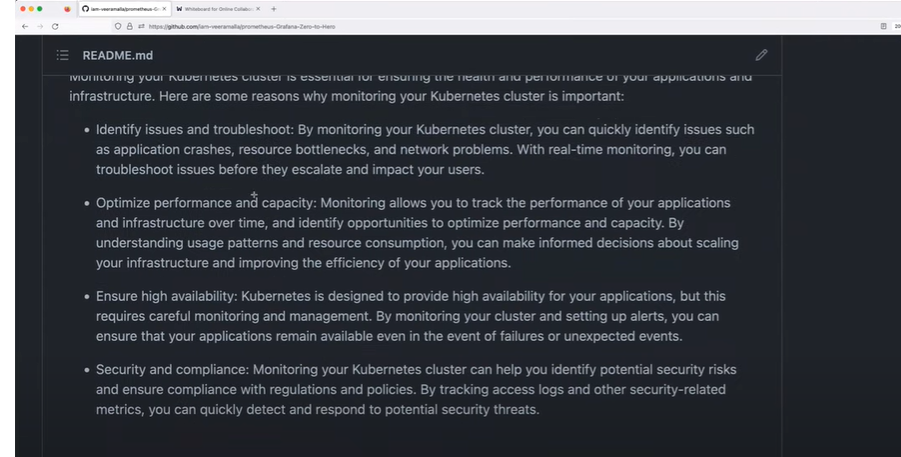 iam-veeramalla/prometheus-G
Whiteboard for Online Collabo
https://github.com/iam-veeramalla/prometheus-Grafana-Zero-to-Hero
README.md
Monitoring your Kubernetes cluster is essential for ensuring the health and performance of your applications and
infrastructure. Here are some reasons why monitoring your Kubernetes cluster is important:
• Identify issues and troubleshoot: By monitoring your Kubernetes cluster, you can quickly identify issues such
as application crashes, resource bottlenecks, and network problems. With real-time monitoring, you can
troubleshoot issues before they escalate and impact your users.
• Optimize performance and capacity: Monitoring allows you to track the performance of your applications
and infrastructure over time, and identify opportunities to optimize performance and capacity. By
understanding usage patterns and resource consumption, you can make informed decisions about scaling
your infrastructure and improving the efficiency of your applications.
• Ensure high availability: Kubernetes is designed to provide high availability for your applications, but this
requires careful monitoring and management. By monitoring your cluster and setting up alerts, you can
ensure that your applications remain available even in the event of failures or unexpected events.
• Security and compliance: Monitoring your Kubernetes cluster can help you identify potential security risks
and ensure compliance with regulations and policies. By tracking access logs and other security-related
metrics, you can quickly detect and respond to potential security threats.